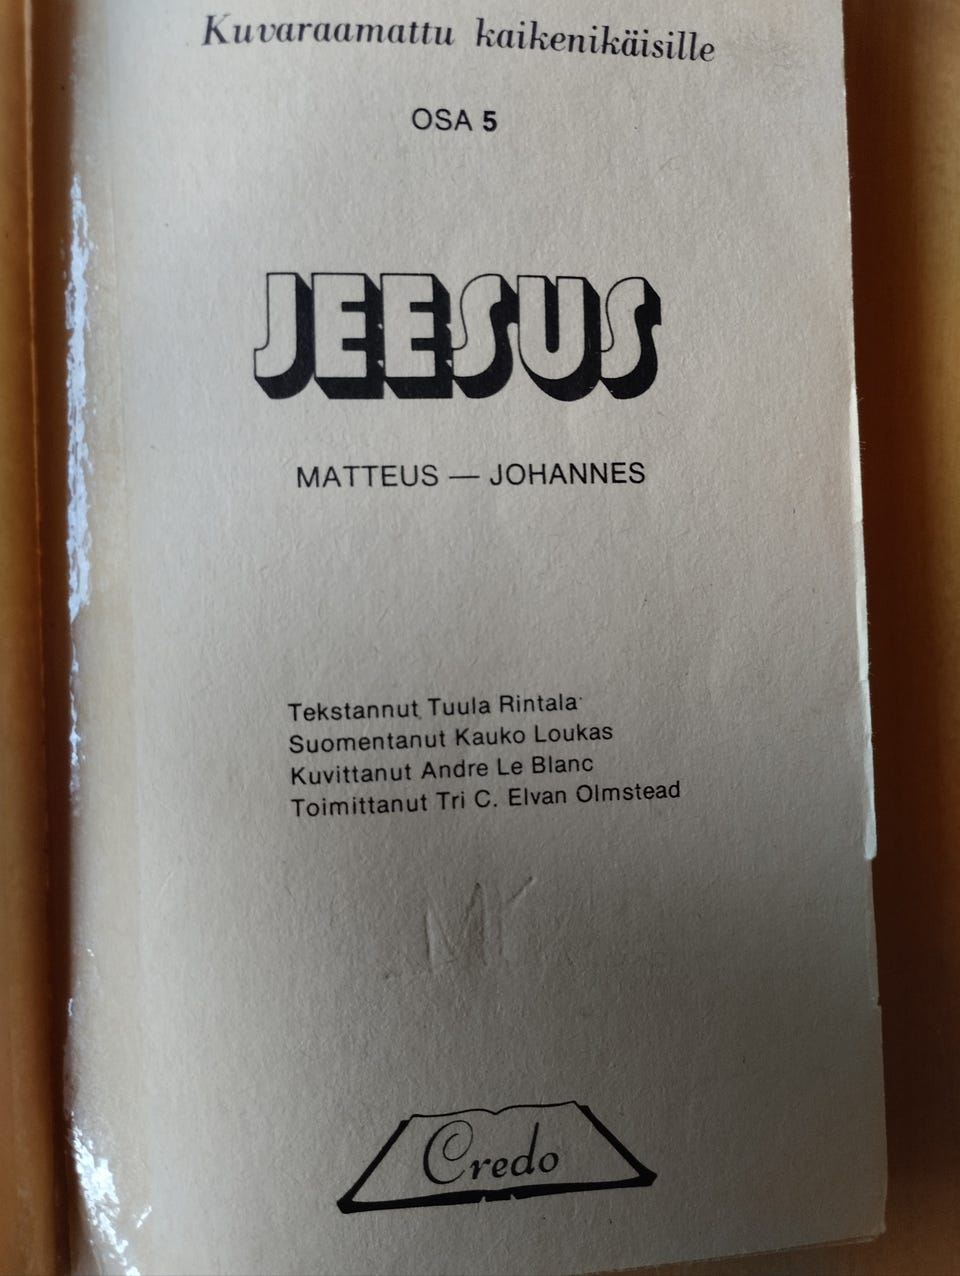 Kuvaraamattu kaikenikäisille
OSA 5
JEESUS
MATTEUS — JOHANNES
Tekstannut Tuula Rintala
Suomentanut Kauko Loukas
Kuvittanut Andre Le Blanc
Toimittanut Tri C. Elvan Olmstead
MK
Credo